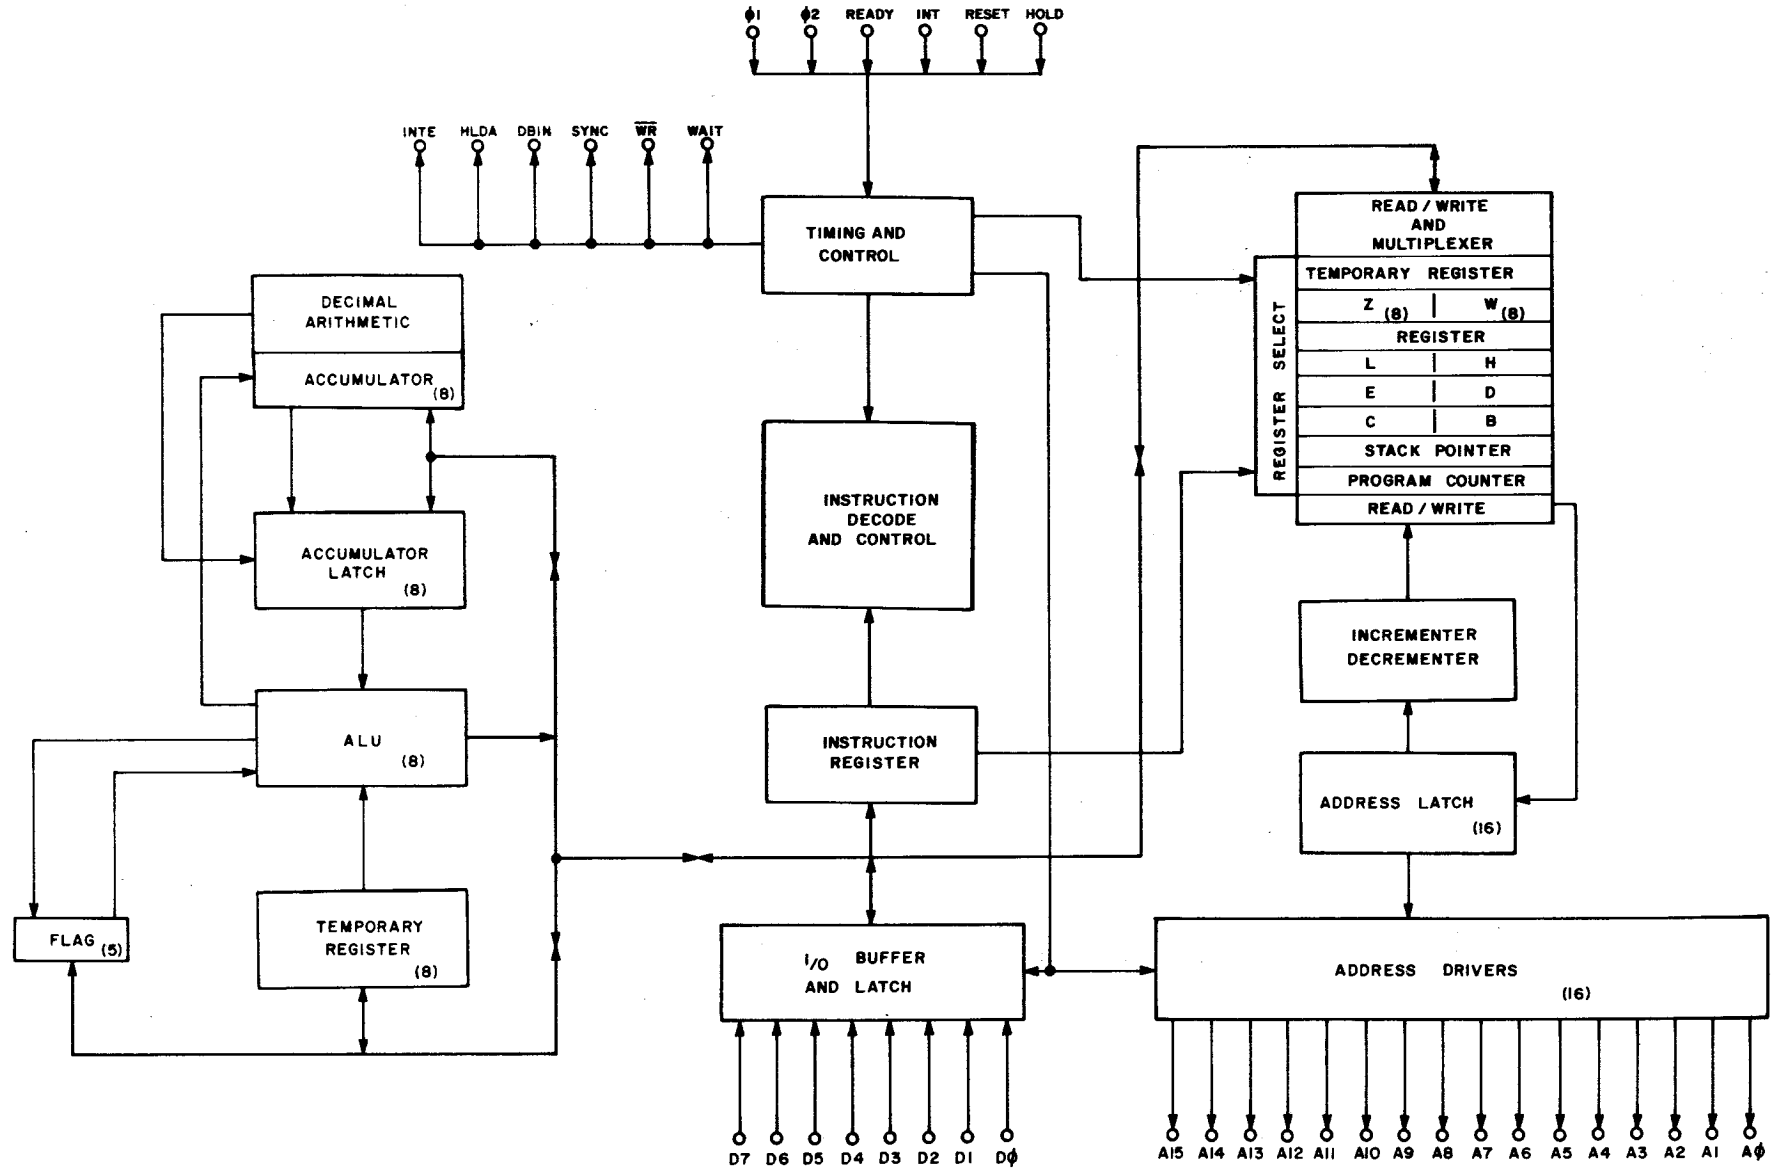 ϕ1 ϕ2 READY INT RESET HOLD
INTE HLDA DBIN SYNC W̅R̅ WAIT
TIMING AND
CONTROL
READ / WRITE
AND
MULTIPLEXER
REGISTER SELECT
TEMPORARY REGISTER
Z (8) W (8)
REGISTER
L H
E D
C B
STACK POINTER
PROGRAM COUNTER
READ / WRITE
DECIMAL
ARITHMETIC
ACCUMULATOR (8)
ACCUMULATOR
LATCH
(8)
INSTRUCTION
DECODE
AND CONTROL
INCREMENTER
DECREMENTER
ALU
(8)
INSTRUCTION
REGISTER
ADDRESS LATCH
(16)
FLAG (5)
TEMPORARY
REGISTER
(8)
I/O BUFFER
AND LATCH
ADDRESS DRIVERS
(16)
D7 D6 D5 D4 D3 D2 D1 Dϕ
A15 A14 A13 A12 A11 A10 A9 A8 A7 A6 A5 A4 A3 A2 A1 Aϕ